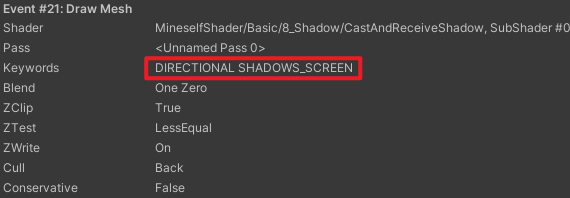 Event #21: Draw Mesh
Shader MineselfShader/Basic/8_Shadow/CastAndReceiveShadow, SubShader #0
Pass <Unnamed Pass 0>
Keywords DIRECTIONAL SHADOWS_SCREEN
Blend One Zero
ZClip True
ZTest LessEqual
ZWrite On
Cull Back
Conservative False